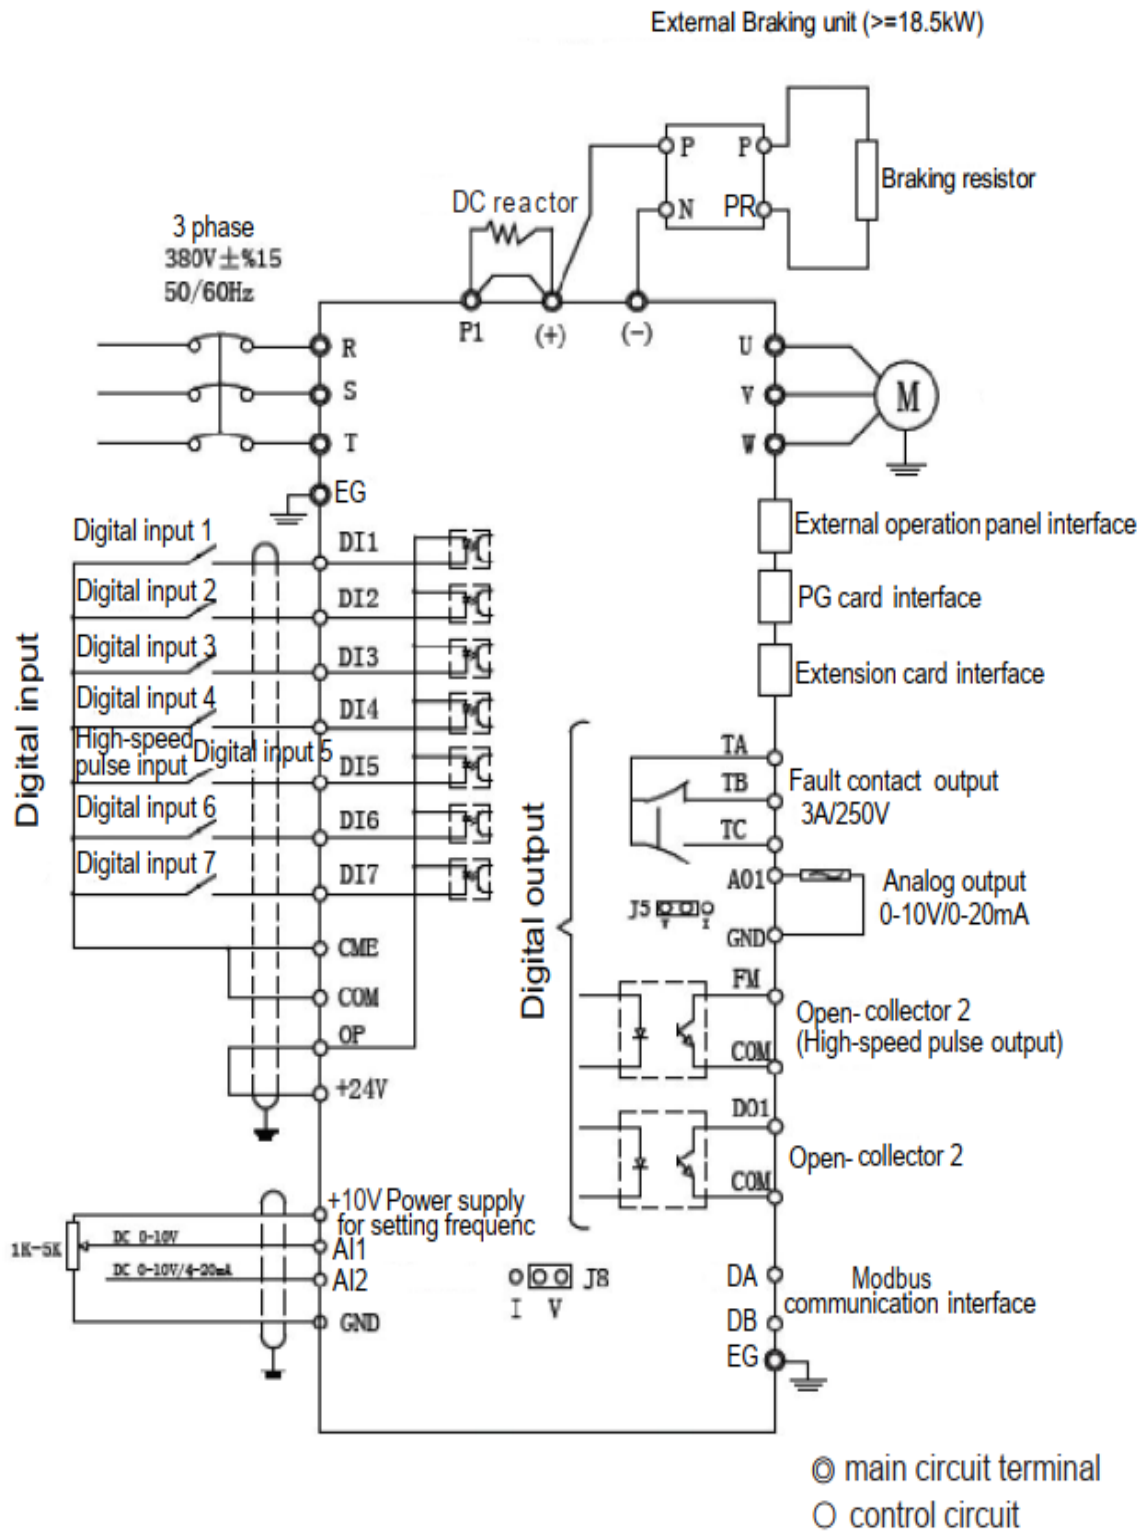 External Braking unit (>=18.5kW)
P
P
N
PR
Braking resistor
DC reactor
3 phase
380V±%15
50/60Hz
P1
(+)
(-)
R
S
T
EG
U
V
W
M
External operation panel interface
PG card interface
Extension card interface
Digital input
Digital input 1
DI1
Digital input 2
DI2
Digital input 3
DI3
Digital input 4
DI4
High-speed
pulse input
Digital input 5
DI5
Digital input 6
DI6
Digital input 7
DI7
CME
COM
OP
+24V
Digital output
TA
TB
TC
Fault contact output
3A/250V
AO1
J5
V
I
GND
Analog output
0-10V/0-20mA
FM
COM
Open- collector 2
(High-speed pulse output)
DO1
COM
Open- collector 2
+10V Power supply
for setting frequenc
1K-5K
DC 0-10V
AI1
DC 0-10V/4-20mA
AI2
GND
J8
I
V
DA
DB
Modbus
communication interface
EG
main circuit terminal
control circuit